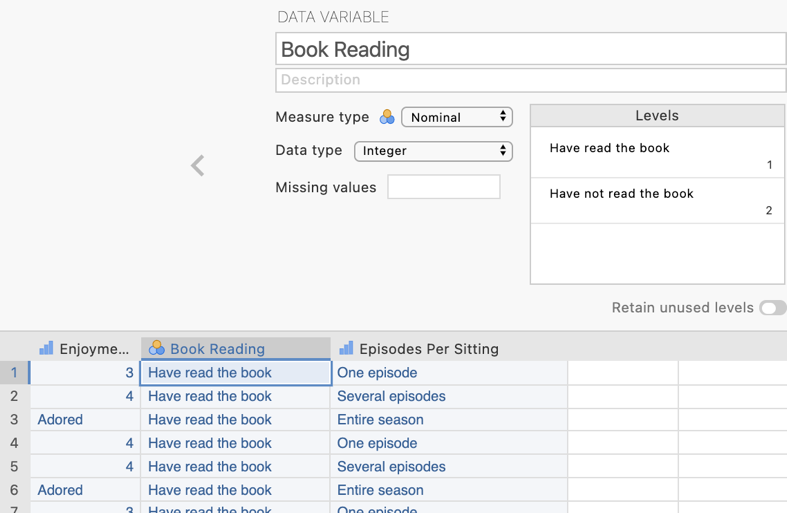 DATA VARIABLE
Book Reading
Description
Measure type Nominal
Data type Integer
Missing values
Levels
Have read the book
1
Have not read the book
2
Retain unused levels
Enjoyme... Book Reading Episodes Per Sitting
1 3 Have read the book One episode
2 4 Have read the book Several episodes
3 Adored Have read the book Entire season
4 4 Have read the book One episode
5 4 Have read the book Several episodes
6 Adored Have read the book Entire season
7 3 Have read the book One episode